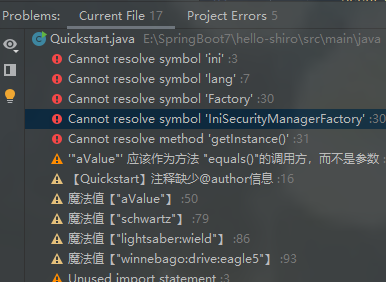 Problems: Current File 17 Project Errors 5
Quickstart.java E:\SpringBoot7\hello-shiro\src\main\java
Cannot resolve symbol 'ini' :3
Cannot resolve symbol 'lang' :7
Cannot resolve symbol 'Factory' :30
Cannot resolve symbol 'IniSecurityManagerFactory' :30
Cannot resolve method 'getInstance()' :31
'"aValue"' 应该作为方法 "equals()"的调用方，而不是参数 :
【Quickstart】注释缺少@author信息 :16
魔法值【"aValue"】 :50
魔法值【"schwartz"】 :79
魔法值【"lightsaber:wield"】 :86
魔法值【"winnebago:drive:eagle5"】 :93
Unused import statement :3